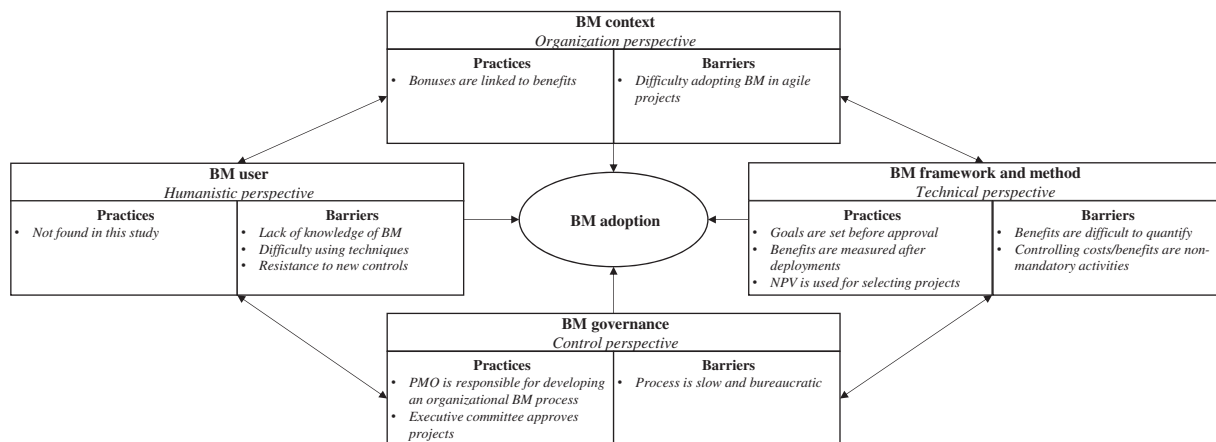 BM context
Organization perspective
Practices
• Bonuses are linked to benefits
Barriers
• Difficulty adopting BM in agile
projects
BM user
Humanistic perspective
Practices
• Not found in this study
Barriers
• Lack of knowledge of BM
• Difficulty using techniques
• Resistance to new controls
BM adoption
BM framework and method
Technical perspective
Practices
• Goals are set before approval
• Benefits are measured after
deployments
• NPV is used for selecting projects
Barriers
• Benefits are difficult to quantify
• Controlling costs/benefits are non-
mandatory activities
BM governance
Control perspective
Practices
• PMO is responsible for developing
an organizational BM process
• Executive committee approves
projects
Barriers
• Process is slow and bureaucratic